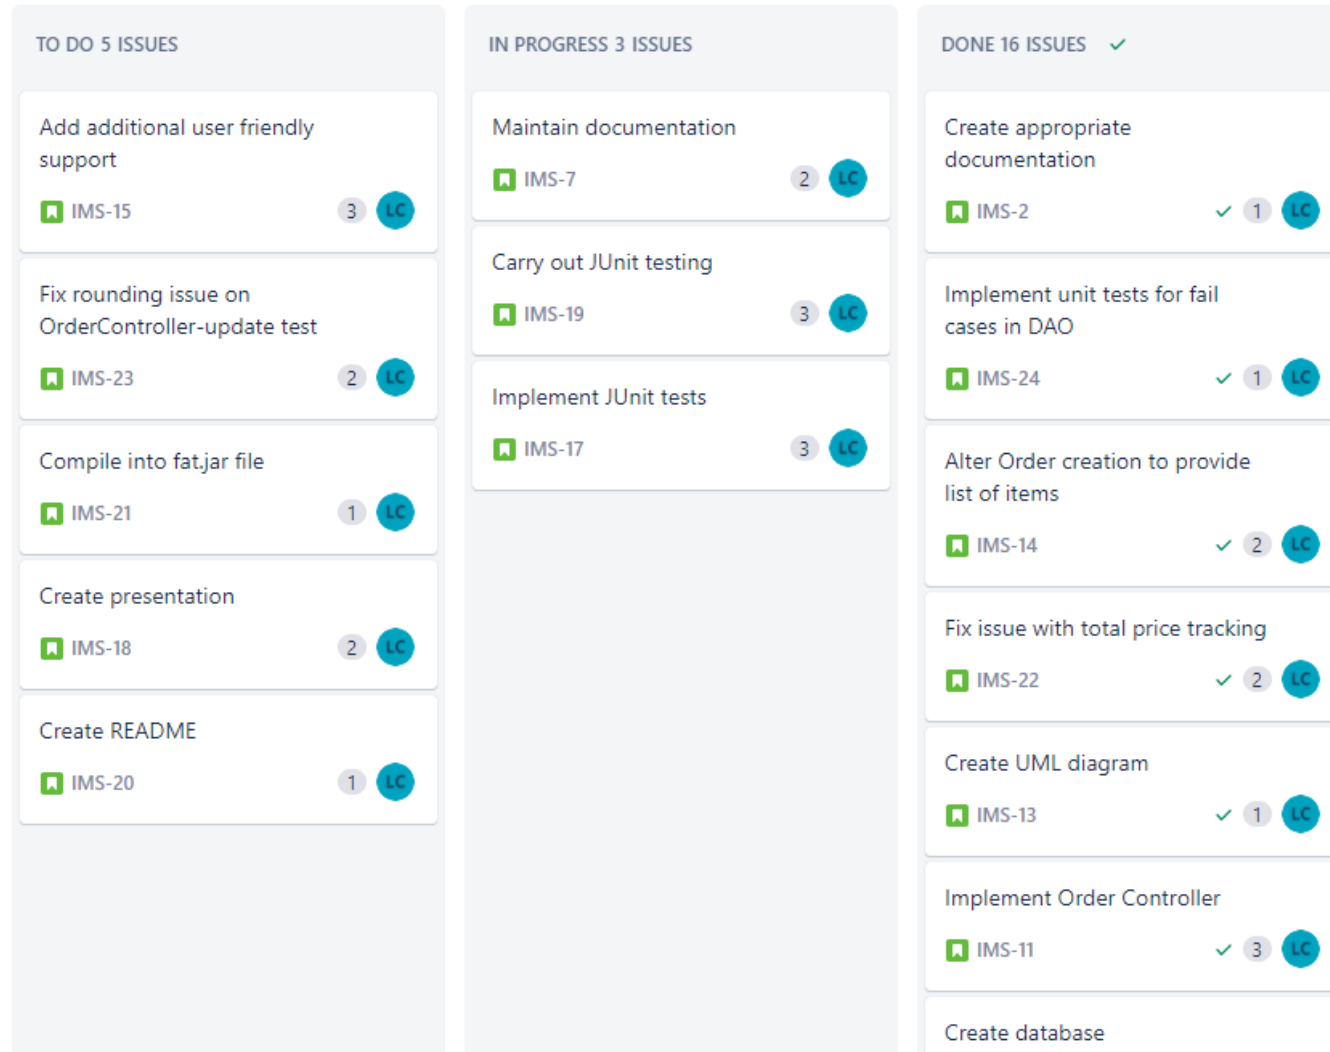 TO DO 5 ISSUES
Add additional user friendly
support
IMS-15
3
LC
Fix rounding issue on
OrderController-update test
IMS-23
2
LC
Compile into fat.jar file
IMS-21
1
LC
Create presentation
IMS-18
2
LC
Create README
IMS-20
1
LC
IN PROGRESS 3 ISSUES
Maintain documentation
IMS-7
2
LC
Carry out JUnit testing
IMS-19
3
LC
Implement JUnit tests
IMS-17
3
LC
DONE 16 ISSUES
Create appropriate
documentation
IMS-2
1
LC
Implement unit tests for fail
cases in DAO
IMS-24
1
LC
Alter Order creation to provide
list of items
IMS-14
2
LC
Fix issue with total price tracking
IMS-22
2
LC
Create UML diagram
IMS-13
1
LC
Implement Order Controller
IMS-11
3
LC
Create database